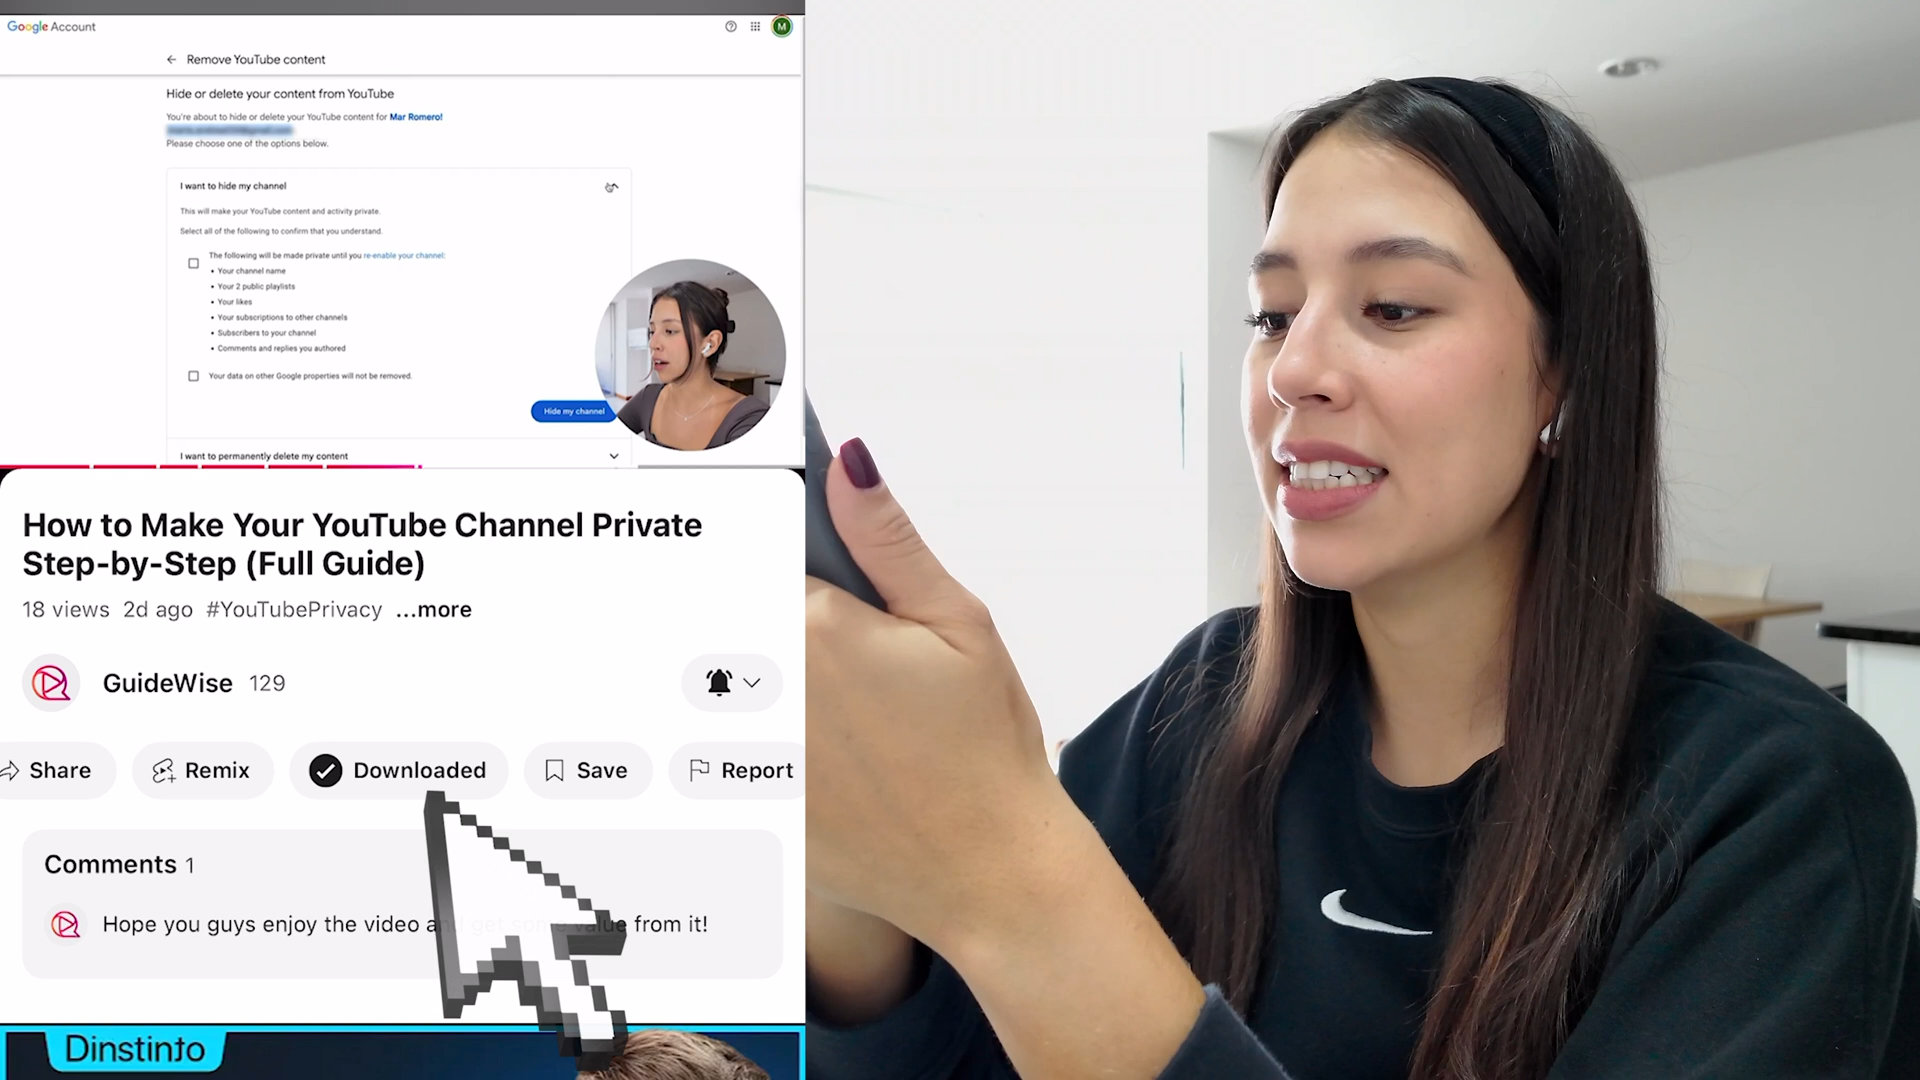 Google Account
M
Remove YouTube content
Hide or delete your content from YouTube
You're about to hide or delete your YouTube content for Mar Romero!
Please choose one of the options below.
I want to hide my channel
This will make your YouTube content and activity private.
Select all of the following to confirm that you understand.
The following will be made private until you re-enable your channel:
• Your channel name
• Your 2 public playlists
• Your likes
• Your subscriptions to other channels
• Subscribers to your channel
• Comments and replies you authored
Your data on other Google properties will not be removed.
Hide my channel
I want to permanently delete my content
How to Make Your YouTube Channel Private
Step-by-Step (Full Guide)
18 views 2d ago #YouTubePrivacy ...more
GuideWise 129
Share Remix Downloaded Save Report
Comments 1
Hope you guys enjoy the video and get some value from it!
Dinstinto